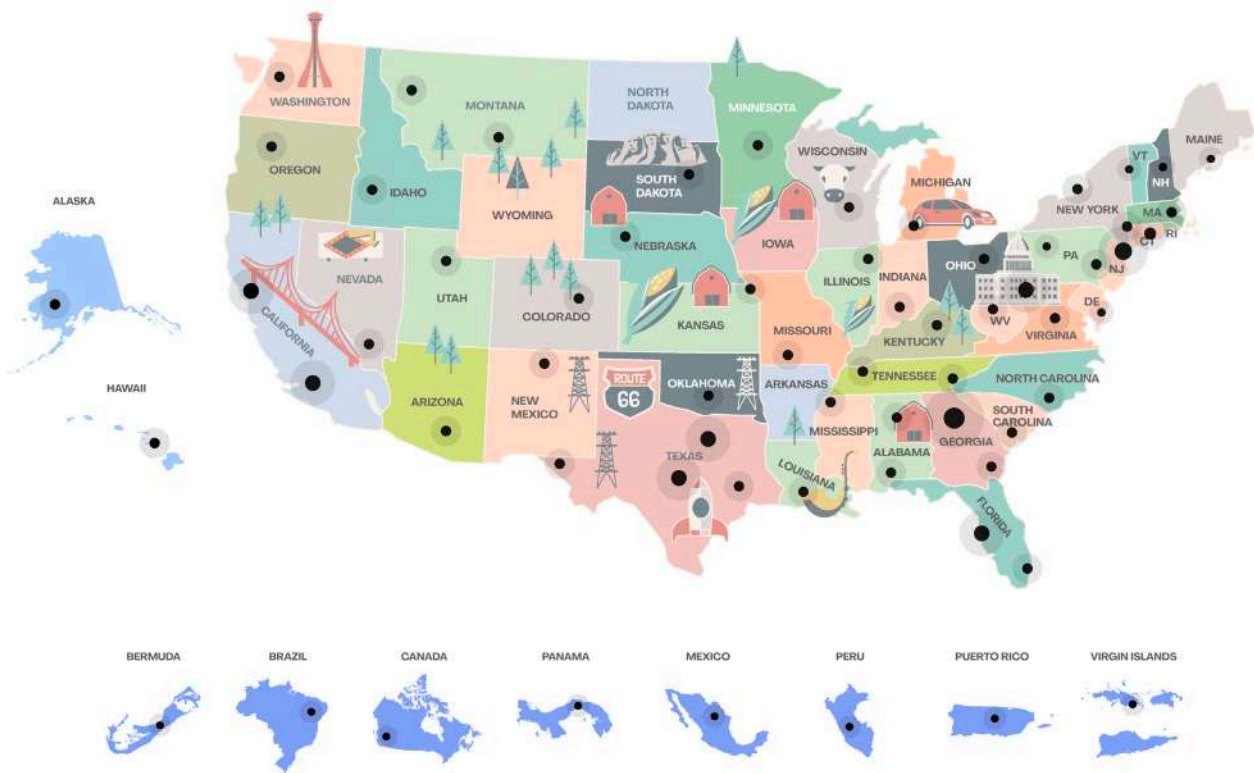 WASHINGTON
MONTANA
NORTH
DAKOTA
MINNESOTA
MAINE
OREGON
IDAHO
WYOMING
SOUTH
DAKOTA
WISCONSIN
MICHIGAN
VT
NH
NEW YORK
MA
CT
RI
ALASKA
NEVADA
UTAH
COLORADO
NEBRASKA
IOWA
ILLINOIS
INDIANA
OHIO
PA
NJ
DE
CALIFORNIA
KANSAS
MISSOURI
KENTUCKY
WV
VIRGINIA
HAWAII
ARIZONA
NEW
MEXICO
ROUTE
66
OKLAHOMA
ARKANSAS
TENNESSEE
NORTH CAROLINA
SOUTH
CAROLINA
TEXAS
LOUISIANA
MISSISSIPPI
ALABAMA
GEORGIA
FLORIDA
BERMUDA
BRAZIL
CANADA
PANAMA
MEXICO
PERU
PUERTO RICO
VIRGIN ISLANDS